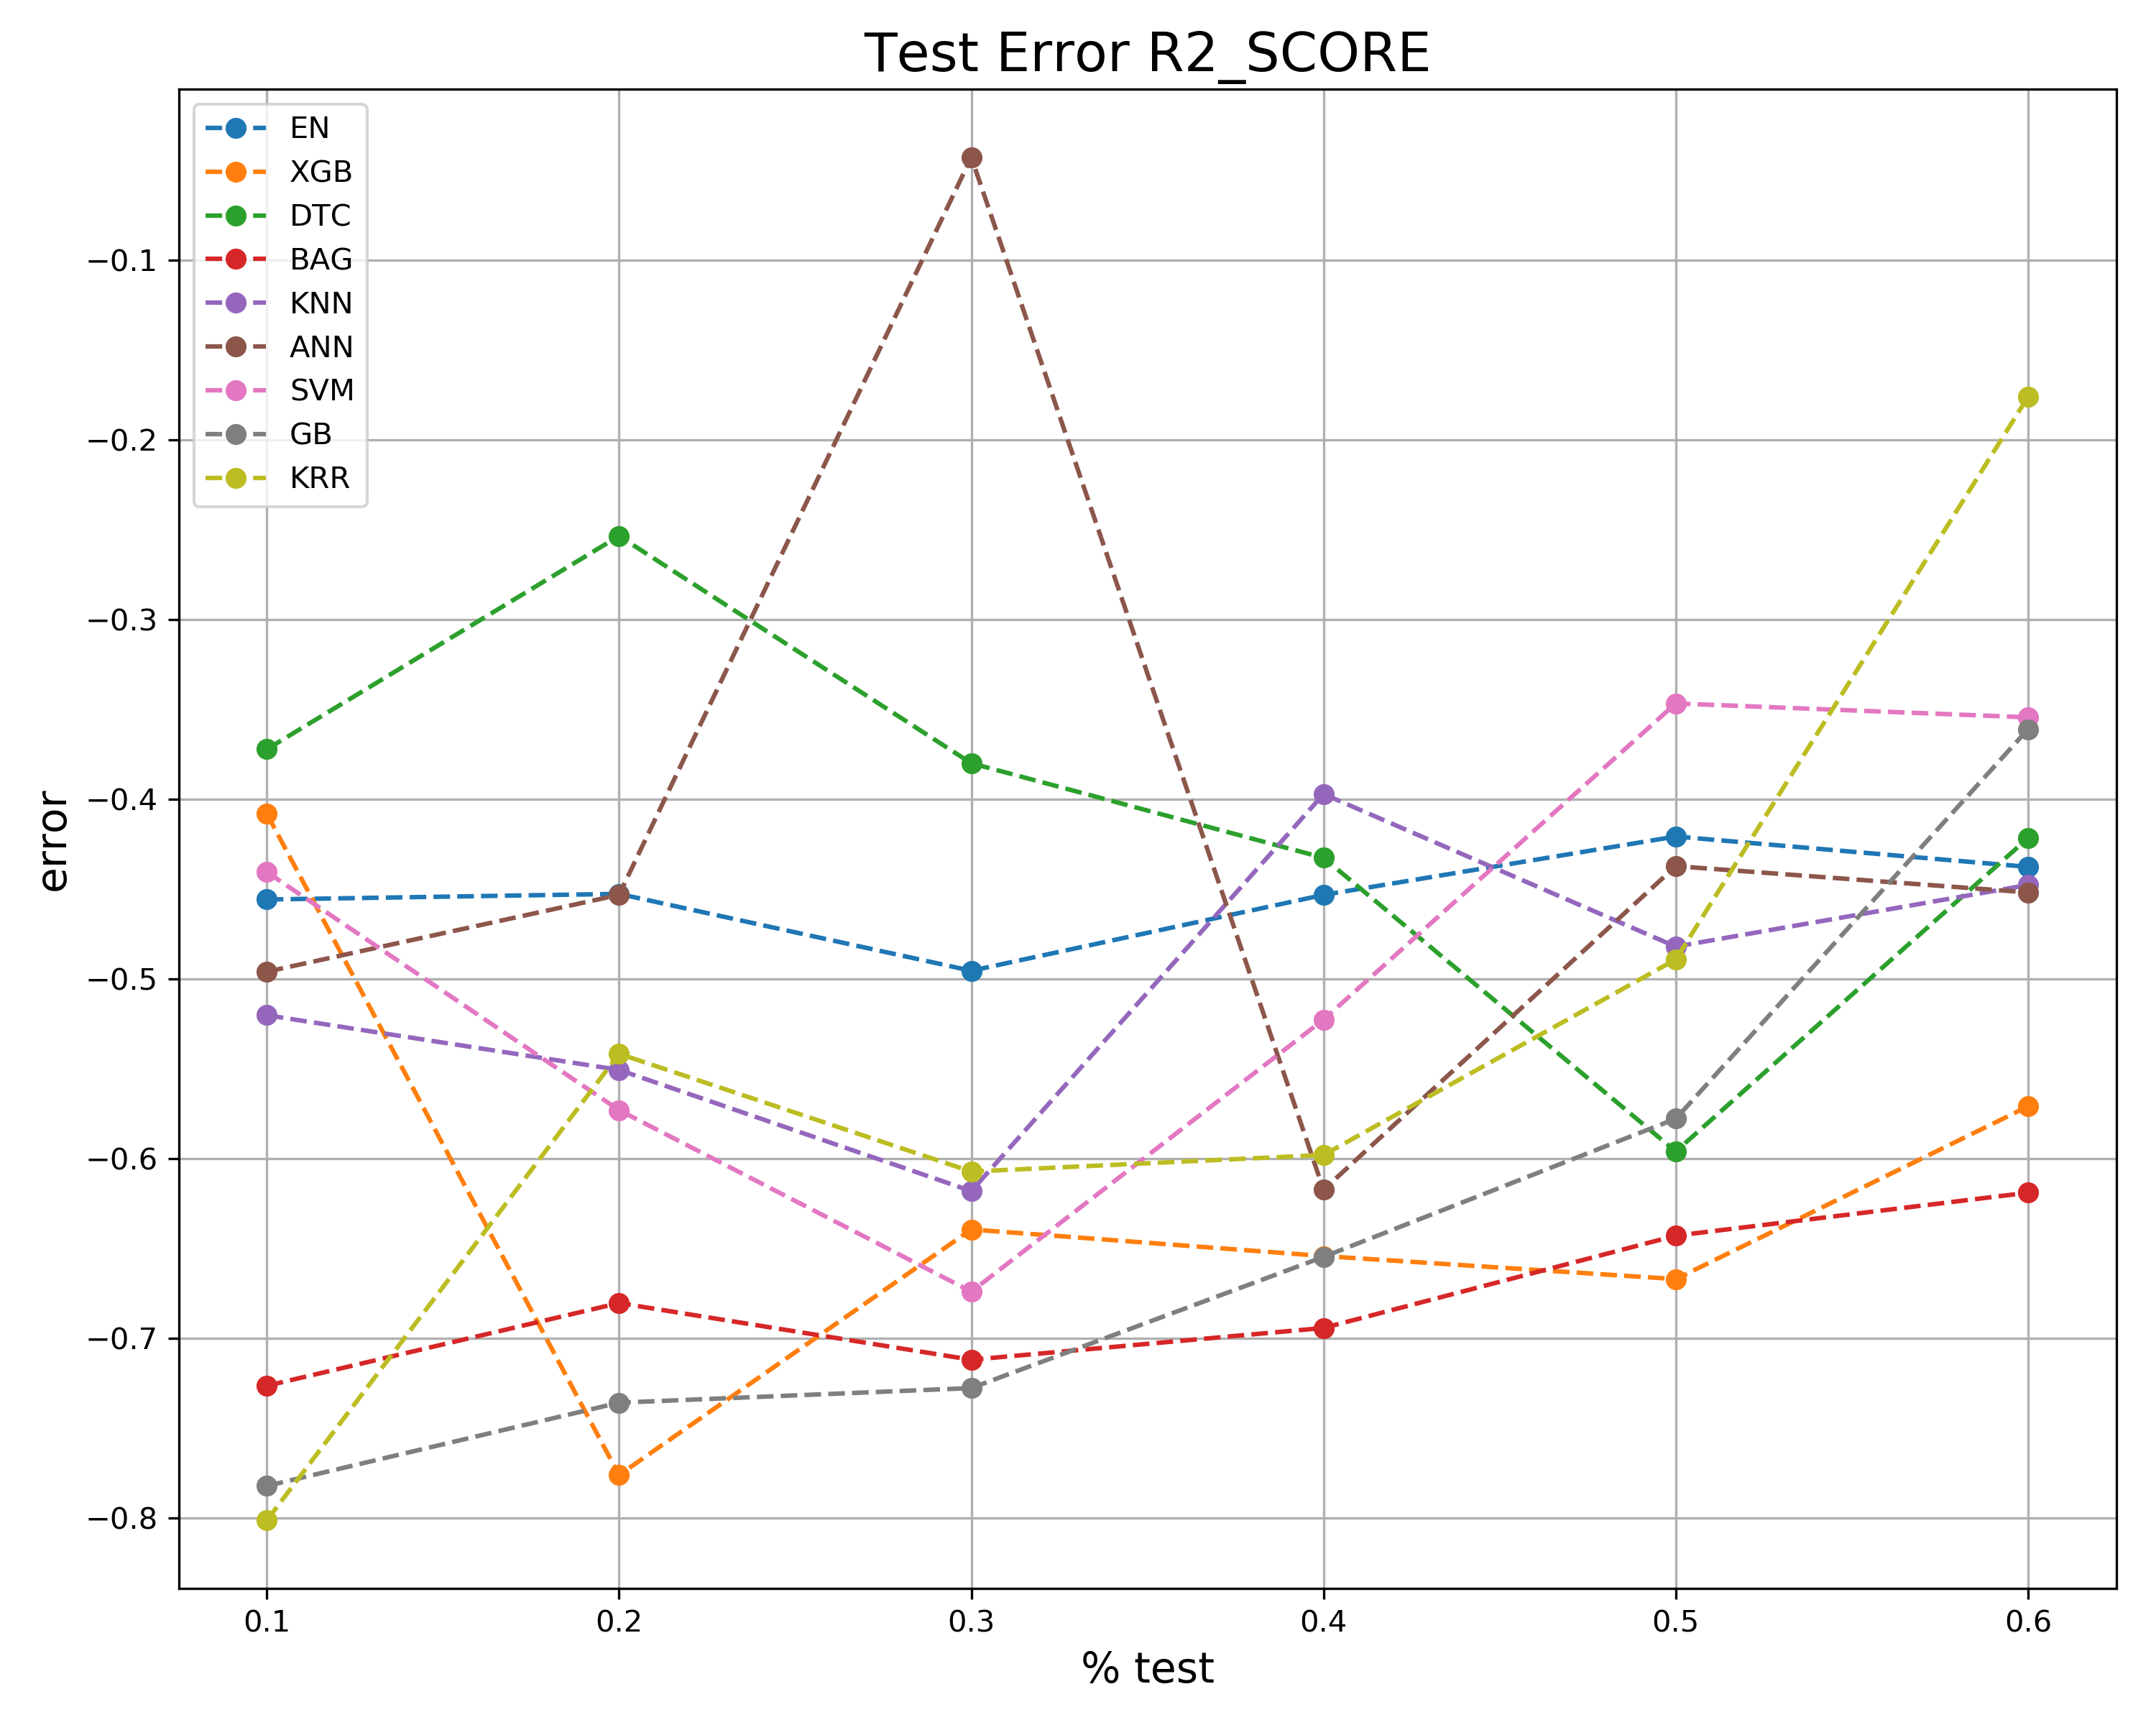 Test Error R2_SCORE
EN
XGB
DTC
BAG
KNN
ANN
SVM
GB
KRR
−0.1
−0.2
−0.3
−0.4
−0.5
−0.6
−0.7
−0.8
error
0.1 0.2 0.3 0.4 0.5 0.6
% test